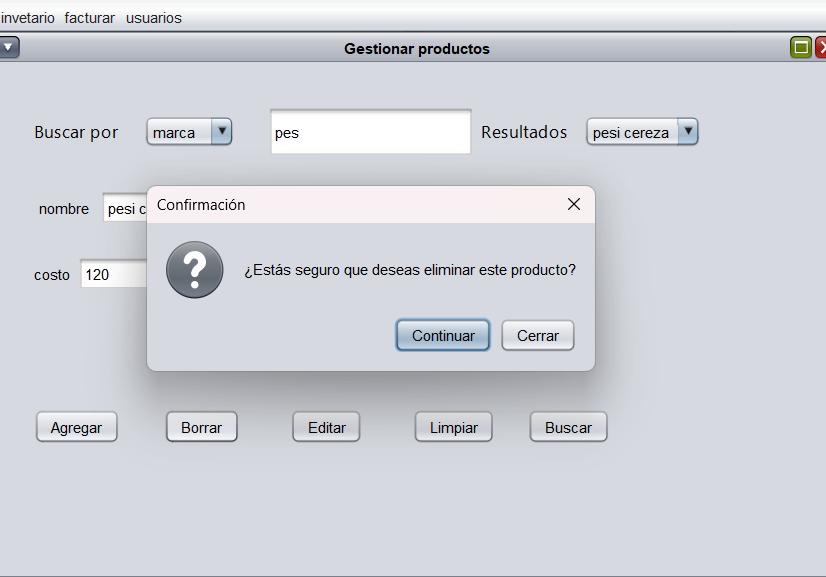 invetario facturar usuarios
Gestionar productos
Buscar por marca pes Resultados pesi cereza
nombre pesi c
Confirmación
¿Estás seguro que deseas eliminar este producto?
costo 120
Continuar Cerrar
Agregar Borrar Editar Limpiar Buscar